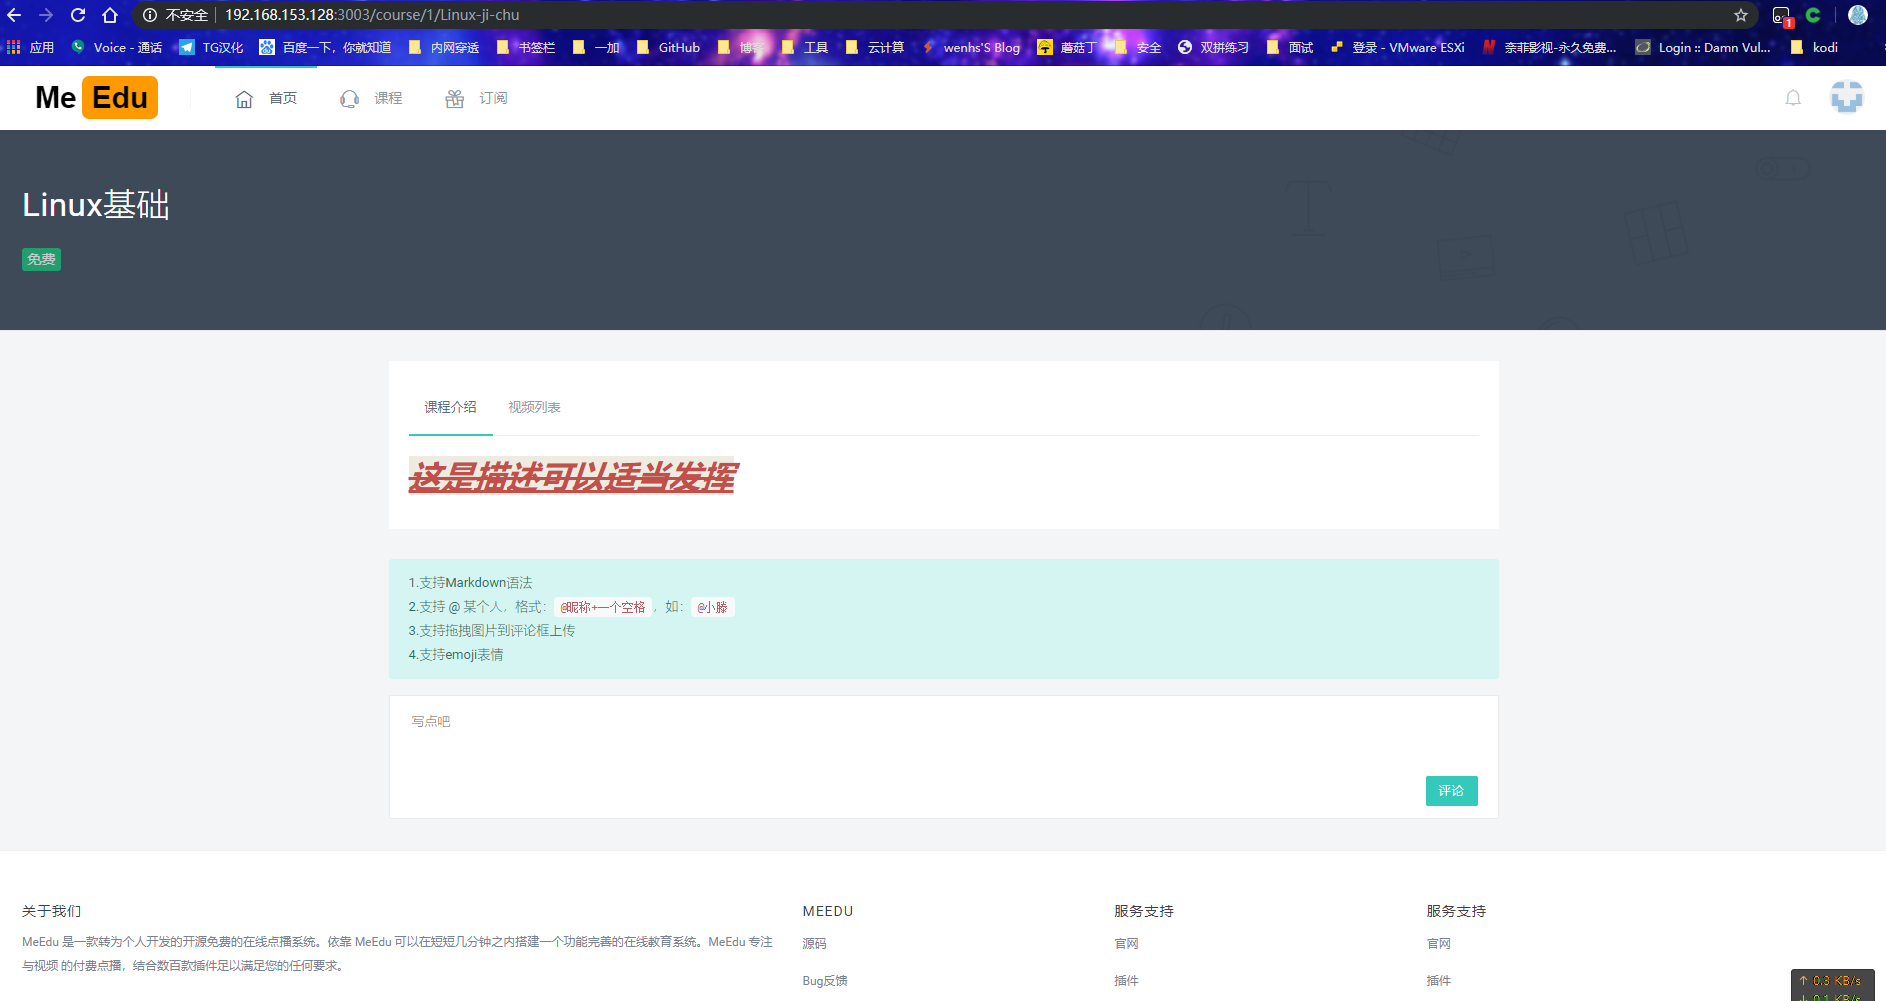 不安全 192.168.153.128:3003/course/1/Linux-ji-chu
应用 Voice - 通话 TG汉化 百度一下，你就知道 内网穿透 书签栏 一加 GitHub 博客 工具 云计算 wenhs'S Blog 蘑菇丁 安全 双拼练习 面试 登录 - VMware ESXi 奈菲影视-永久免费... Login :: Damn Vul... kodi
1
Me Edu 首页 课程 订阅
Linux基础
免费
课程介绍 视频列表
这是描述可以适当发挥
1.支持Markdown语法
2.支持 @ 某个人，格式： @昵称+一个空格 ，如： @小滕
3.支持拖拽图片到评论框上传
4.支持emoji表情
写点吧
评论
关于我们 MEEDU 服务支持 服务支持
MeEdu 是一款转为个人开发的开源免费的在线点播系统。依靠 MeEdu 可以在短短几分钟之内搭建一个功能完善的在线教育系统。MeEdu 专注
与视频 的付费点播，结合数百款插件足以满足您的任何要求。
源码 官网 官网
Bug反馈 插件 插件
↑ 0.3 KB/s
↓ 0.1 KB/s